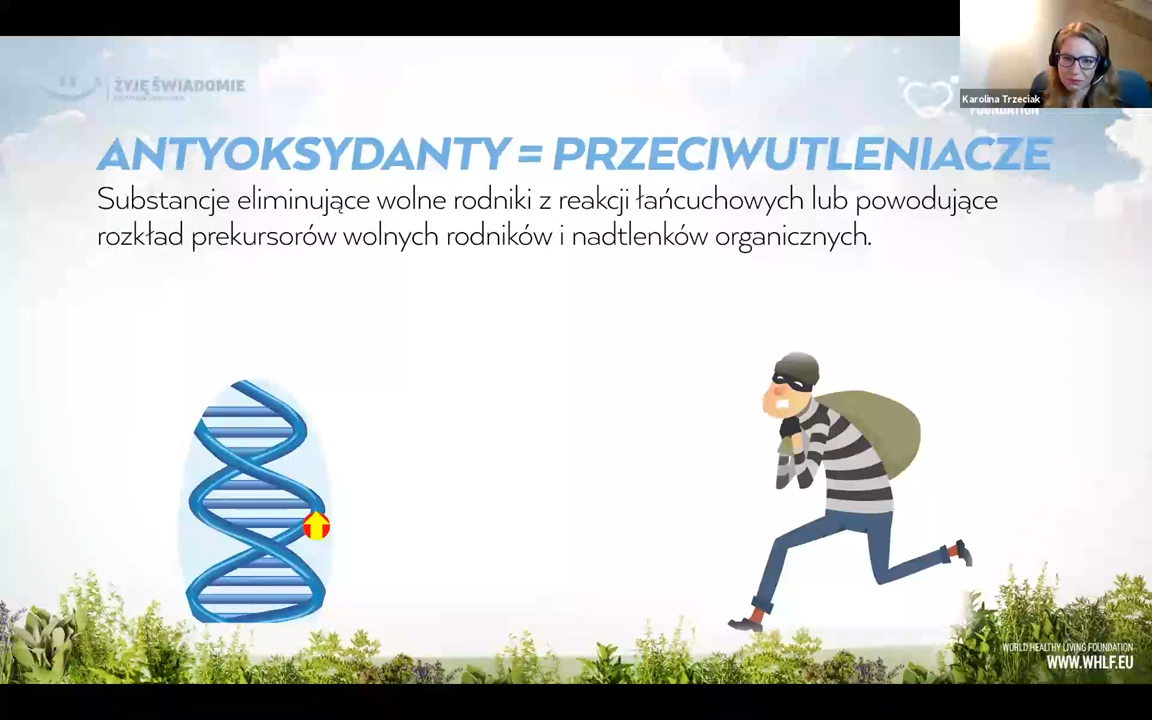 ŻYJĘ ŚWIADOMIE
Karolina Trzeciak
FOUNDATION
ANTYOKSYDANTY = PRZECIWUTLENIACZE
Substancje eliminujące wolne rodniki z reakcji łańcuchowych lub powodujące
rozkład prekursorów wolnych rodników i nadtlenków organicznych.
WORLD HEALTHY LIVING FOUNDATION
WWW.WHLF.EU